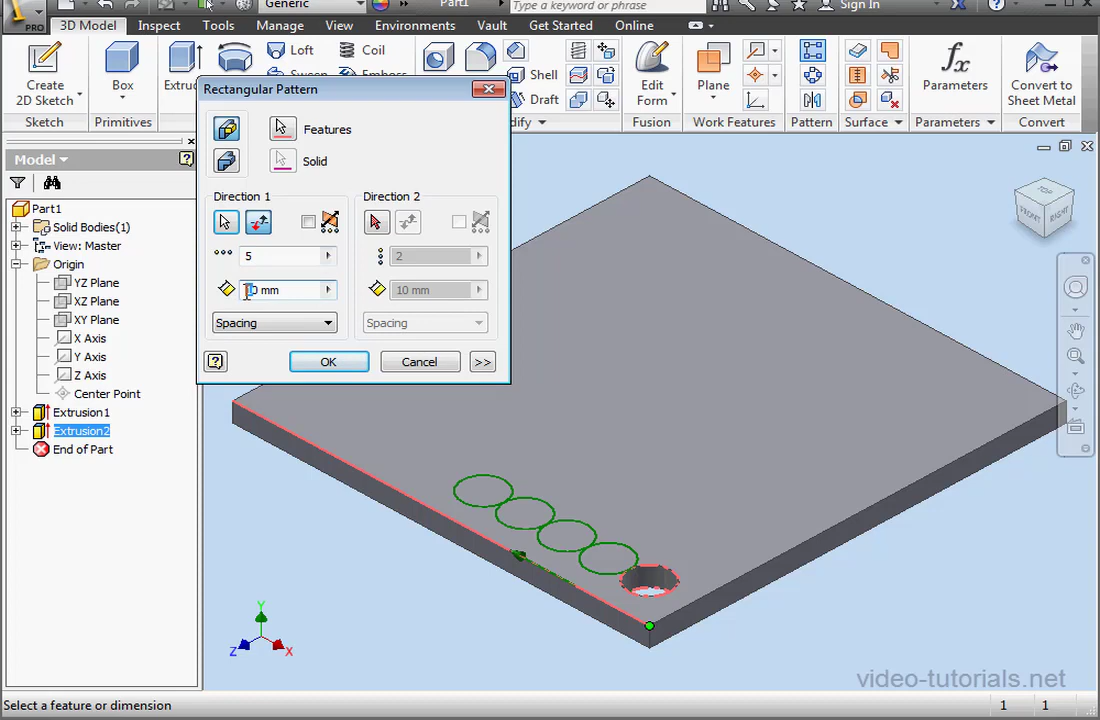 Generic
Part1
Type a keyword or phrase
Sign In
PRO
3D Model
Inspect
Tools
Manage
View
Environments
Vault
Get Started
Online
Create
2D Sketch
Box
Loft
Coil
Shell
Draft
Edit
Form
Plane
Parameters
Convert to
Sheet Metal
Sketch
Primitives
Fusion
Work Features
Pattern
Surface
Parameters
Convert
Model
Part1
Solid Bodies(1)
View: Master
Origin
YZ Plane
XZ Plane
XY Plane
X Axis
Y Axis
Z Axis
Center Point
Extrusion1
Extrusion2
End of Part
Rectangular Pattern
Features
Solid
Direction 1
Direction 2
5
2
10 mm
10 mm
Spacing
Spacing
OK
Cancel
>>
TOP
FRONT
RIGHT
Y
Z
X
video-tutorials.net
Select a feature or dimension
1
1